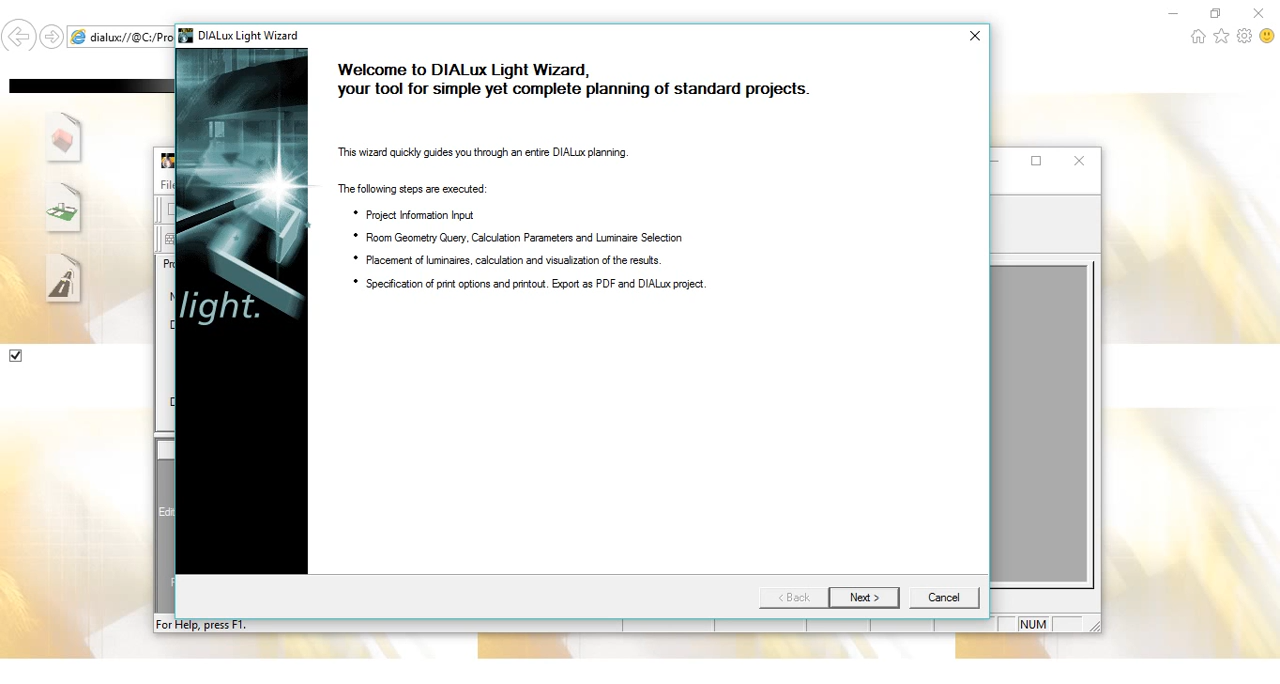 dialux://@C:/Pro
DIALux Light Wizard
Welcome to DIALux Light Wizard,
your tool for simple yet complete planning of standard projects.
This wizard quickly guides you through an entire DIALux planning.
The following steps are executed:
• Project Information Input
• Room Geometry Query, Calculation Parameters and Luminaire Selection
• Placement of luminaires, calculation and visualization of the results.
• Specification of print options and printout. Export as PDF and DIALux project.
light.
File
Pro
Edit
< Back
Next >
Cancel
For Help, press F1.
NUM